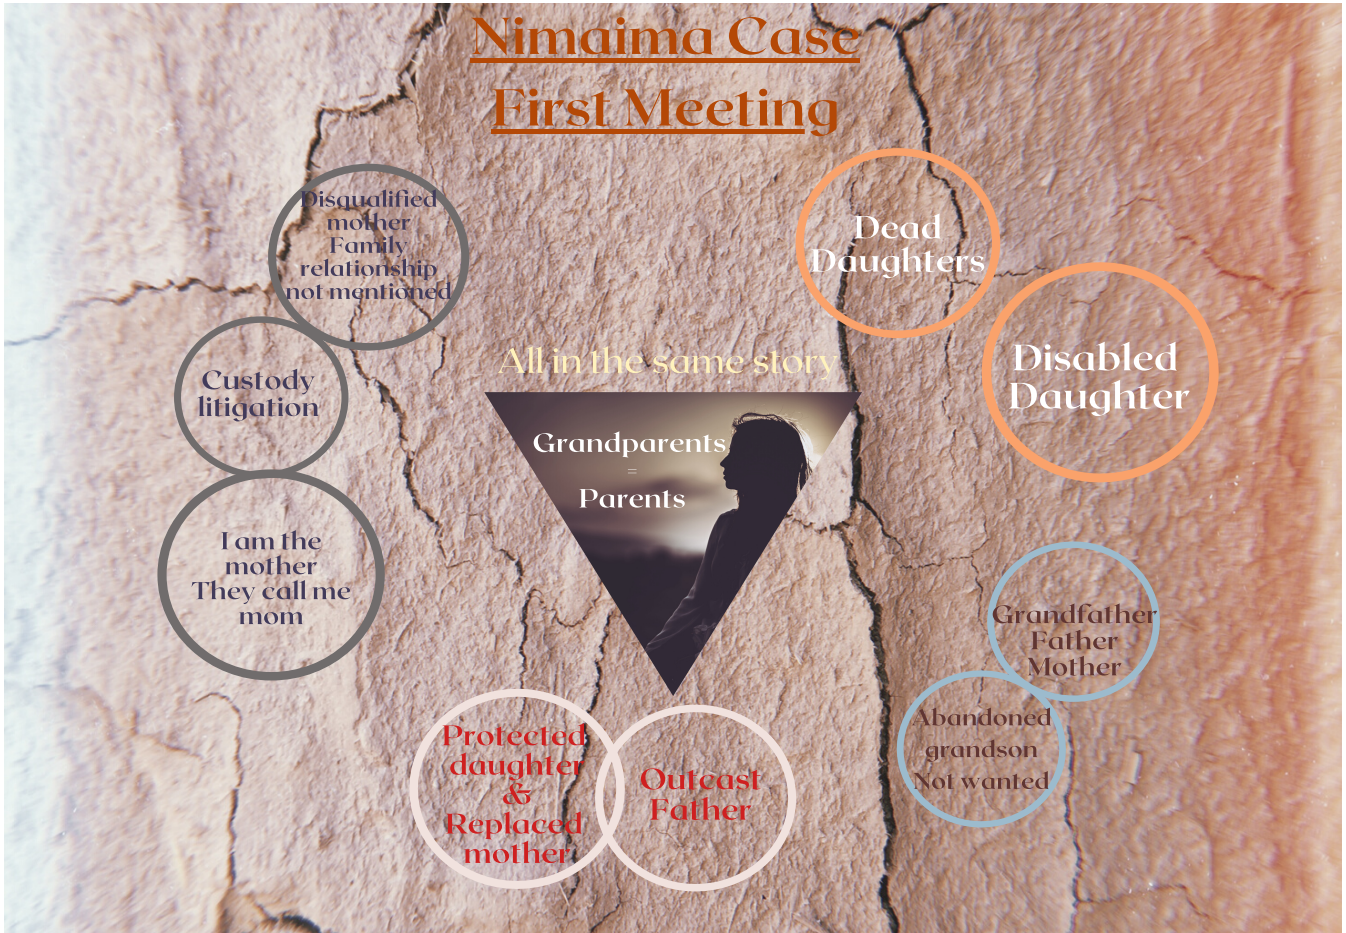 Nimaima Case
First Meeting
Disqualified
mother
Family
relationship
not mentioned
Custody
litigation
I am the
mother
They call me
mom
Dead
Daughters
Disabled
Daughter
All in the same story
Grandparents
=
Parents
Grandfather
Father
Mother
Abandoned
grandson
Not wanted
Protected
daughter
&
Replaced
mother
Outcast
Father